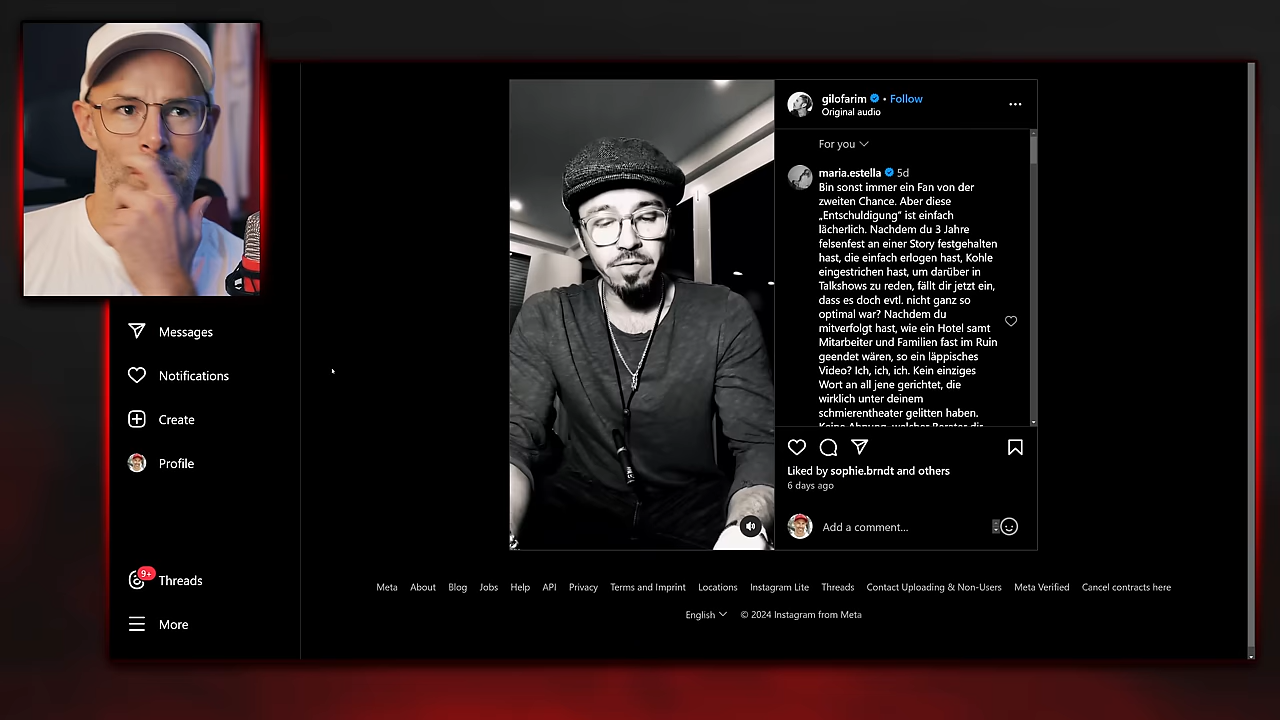 Messages
Notifications
Create
Profile
9+
Threads
More
gilofarim • Follow
Original audio
For you
maria.estella 5d
Bin sonst immer ein Fan von der
zweiten Chance. Aber diese
„Entschuldigung“ ist einfach
lächerlich. Nachdem du 3 Jahre
felsenfest an einer Story festgehalten
hast, die einfach erlogen hast, Kohle
eingestrichen hast, um darüber in
Talkshows zu reden, fällt dir jetzt ein,
dass es doch evtl. nicht ganz so
optimal war? Nachdem du
mitverfolgt hast, wie ein Hotel samt
Mitarbeiter und Familien fast im Ruin
geendet wären, so ein läppisches
Video? Ich, ich, ich. Kein einziges
Wort an all jene gerichtet, die
wirklich unter deinem
schmierentheater gelitten haben.
Keine Ahnung, welcher Berater dir
Liked by sophie.brndt and others
6 days ago
Add a comment...
Meta About Blog Jobs Help API Privacy Terms and Imprint Locations Instagram Lite Threads Contact Uploading & Non-Users Meta Verified Cancel contracts here
English © 2024 Instagram from Meta